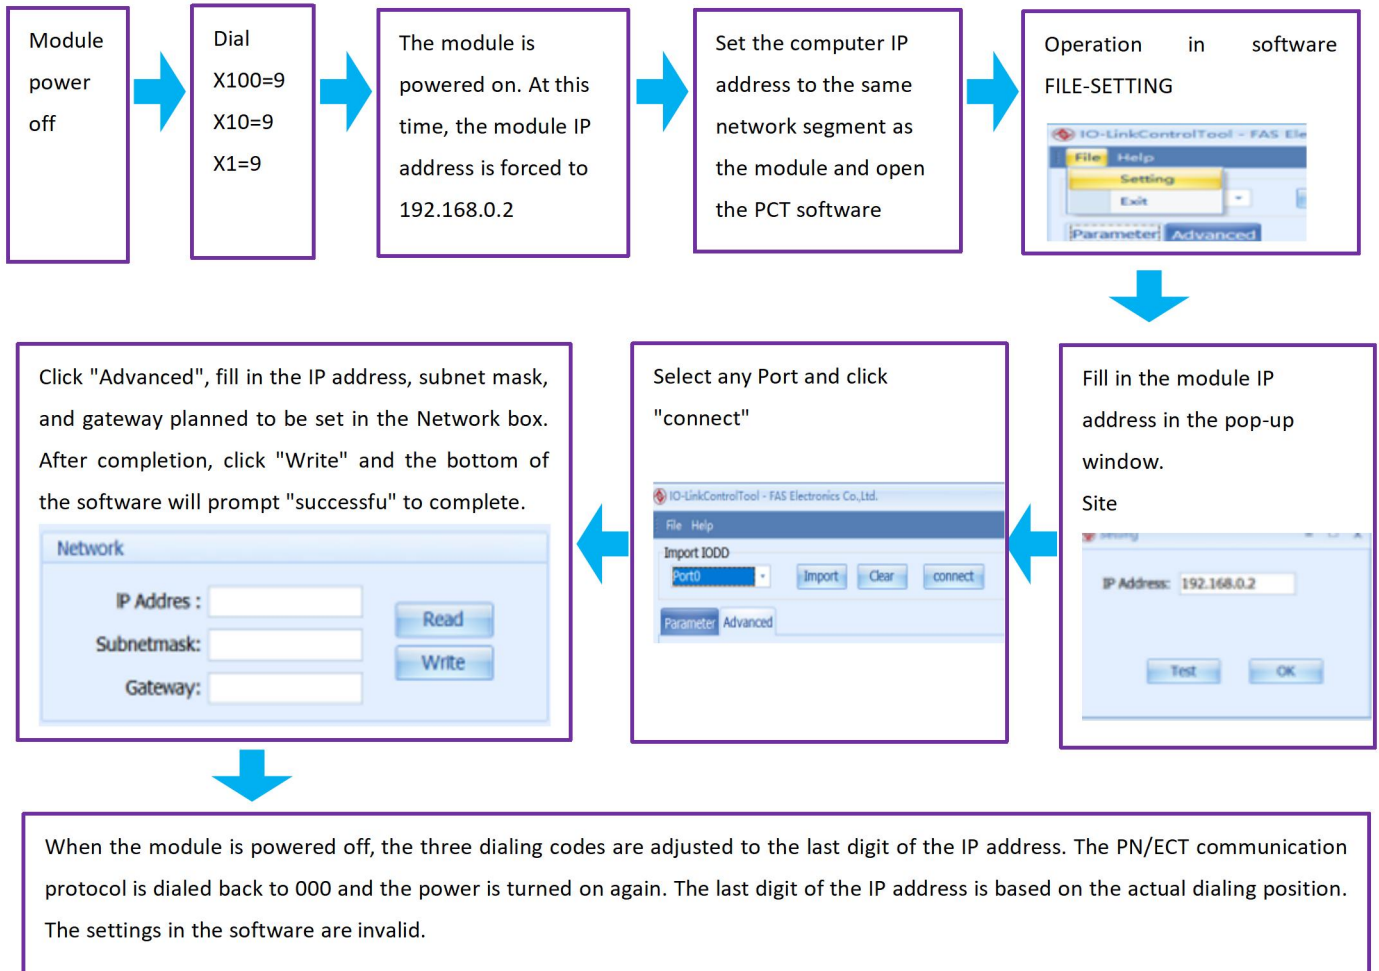 Module
power
off
Dial
X100=9
X10=9
X1=9
The module is
powered on. At this
time, the module IP
address is forced to
192.168.0.2
Set the computer IP
address to the same
network segment as
the module and open
the PCT software
Operation in software
FILE-SETTING
IO-LinkControlTool - FAS Ele
File Help
Setting
Exit
Parameter Advanced
Fill in the module IP
address in the pop-up
window.
Site
Setting
IP Address: 192.168.0.2
Test OK
Select any Port and click
"connect"
IO-LinkControlTool - FAS Electronics Co.,Ltd.
File Help
Import IODD
Port0 Import Clear connect
Parameter Advanced
Click "Advanced", fill in the IP address, subnet mask,
and gateway planned to be set in the Network box.
After completion, click "Write" and the bottom of
the software will prompt "successfu" to complete.
Network
IP Addres :
Read
Subnetmask:
Write
Gateway:
When the module is powered off, the three dialing codes are adjusted to the last digit of the IP address. The PN/ECT communication
protocol is dialed back to 000 and the power is turned on again. The last digit of the IP address is based on the actual dialing position.
The settings in the software are invalid.